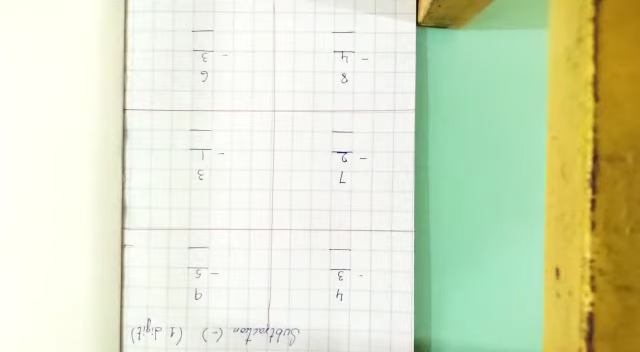 Subtraction (-) (1 digit)
4 9
- 3 - 5
7 3
- 2 - 1
8 6
- 4 - 3